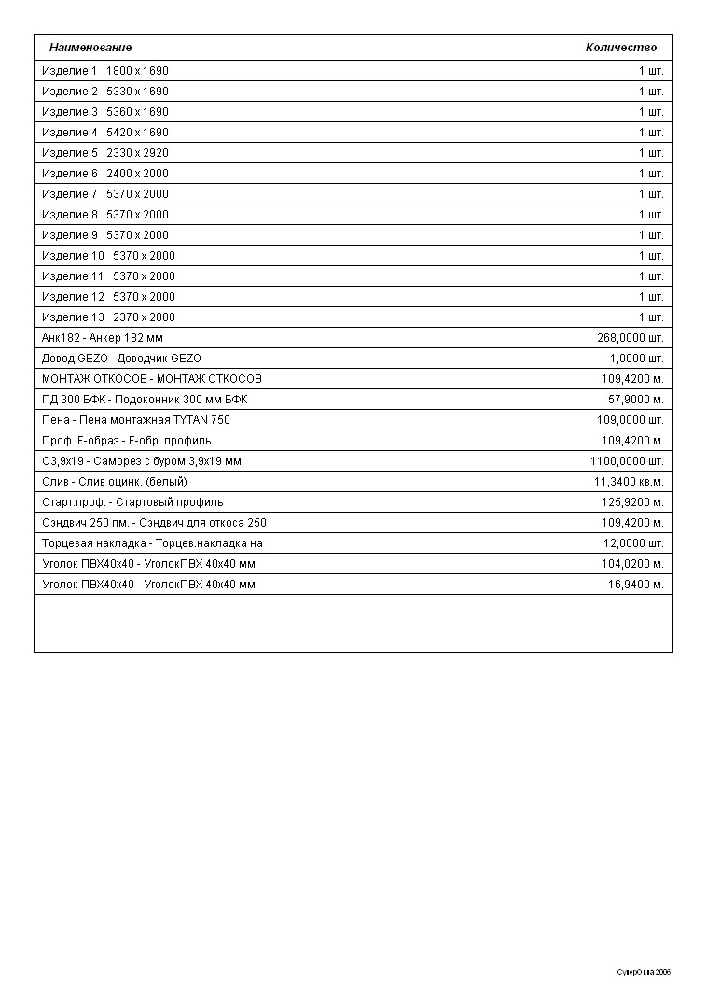 Наименование Количество
Изделие 1 1800 x 1690 1 шт.
Изделие 2 5330 x 1690 1 шт.
Изделие 3 5360 x 1690 1 шт.
Изделие 4 5420 x 1690 1 шт.
Изделие 5 2330 x 2920 1 шт.
Изделие 6 2400 x 2000 1 шт.
Изделие 7 5370 x 2000 1 шт.
Изделие 8 5370 x 2000 1 шт.
Изделие 9 5370 x 2000 1 шт.
Изделие 10 5370 x 2000 1 шт.
Изделие 11 5370 x 2000 1 шт.
Изделие 12 5370 x 2000 1 шт.
Изделие 13 2370 x 2000 1 шт.
Анк182 - Анкер 182 мм 268,0000 шт.
Довод GEZO - Доводчик GEZO 1,0000 шт.
МОНТАЖ ОТКОСОВ - МОНТАЖ ОТКОСОВ 109,4200 м.
ПД 300 БФК - Подоконник 300 мм БФК 57,9000 м.
Пена - Пена монтажная TYTAN 750 109,0000 шт.
Проф. F-образ - F-обр. профиль 109,4200 м.
С3,9х19 - Саморез с буром 3,9х19 мм 1100,0000 шт.
Слив - Слив оцинк. (белый) 11,3400 кв.м.
Старт.проф. - Стартовый профиль 125,9200 м.
Сэндвич 250 пм. - Сэндвич для откоса 250 109,4200 м.
Торцевая накладка - Торцев.накладка на 12,0000 шт.
Уголок ПВХ40х40 - УголокПВХ 40х40 мм 104,0200 м.
Уголок ПВХ40х40 - УголокПВХ 40х40 мм 16,9400 м.
СуперОкна 2006